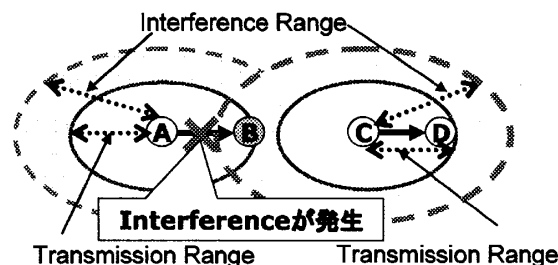 Interference Range
A
B
C
D
Interferenceが発生
Transmission Range
Transmission Range